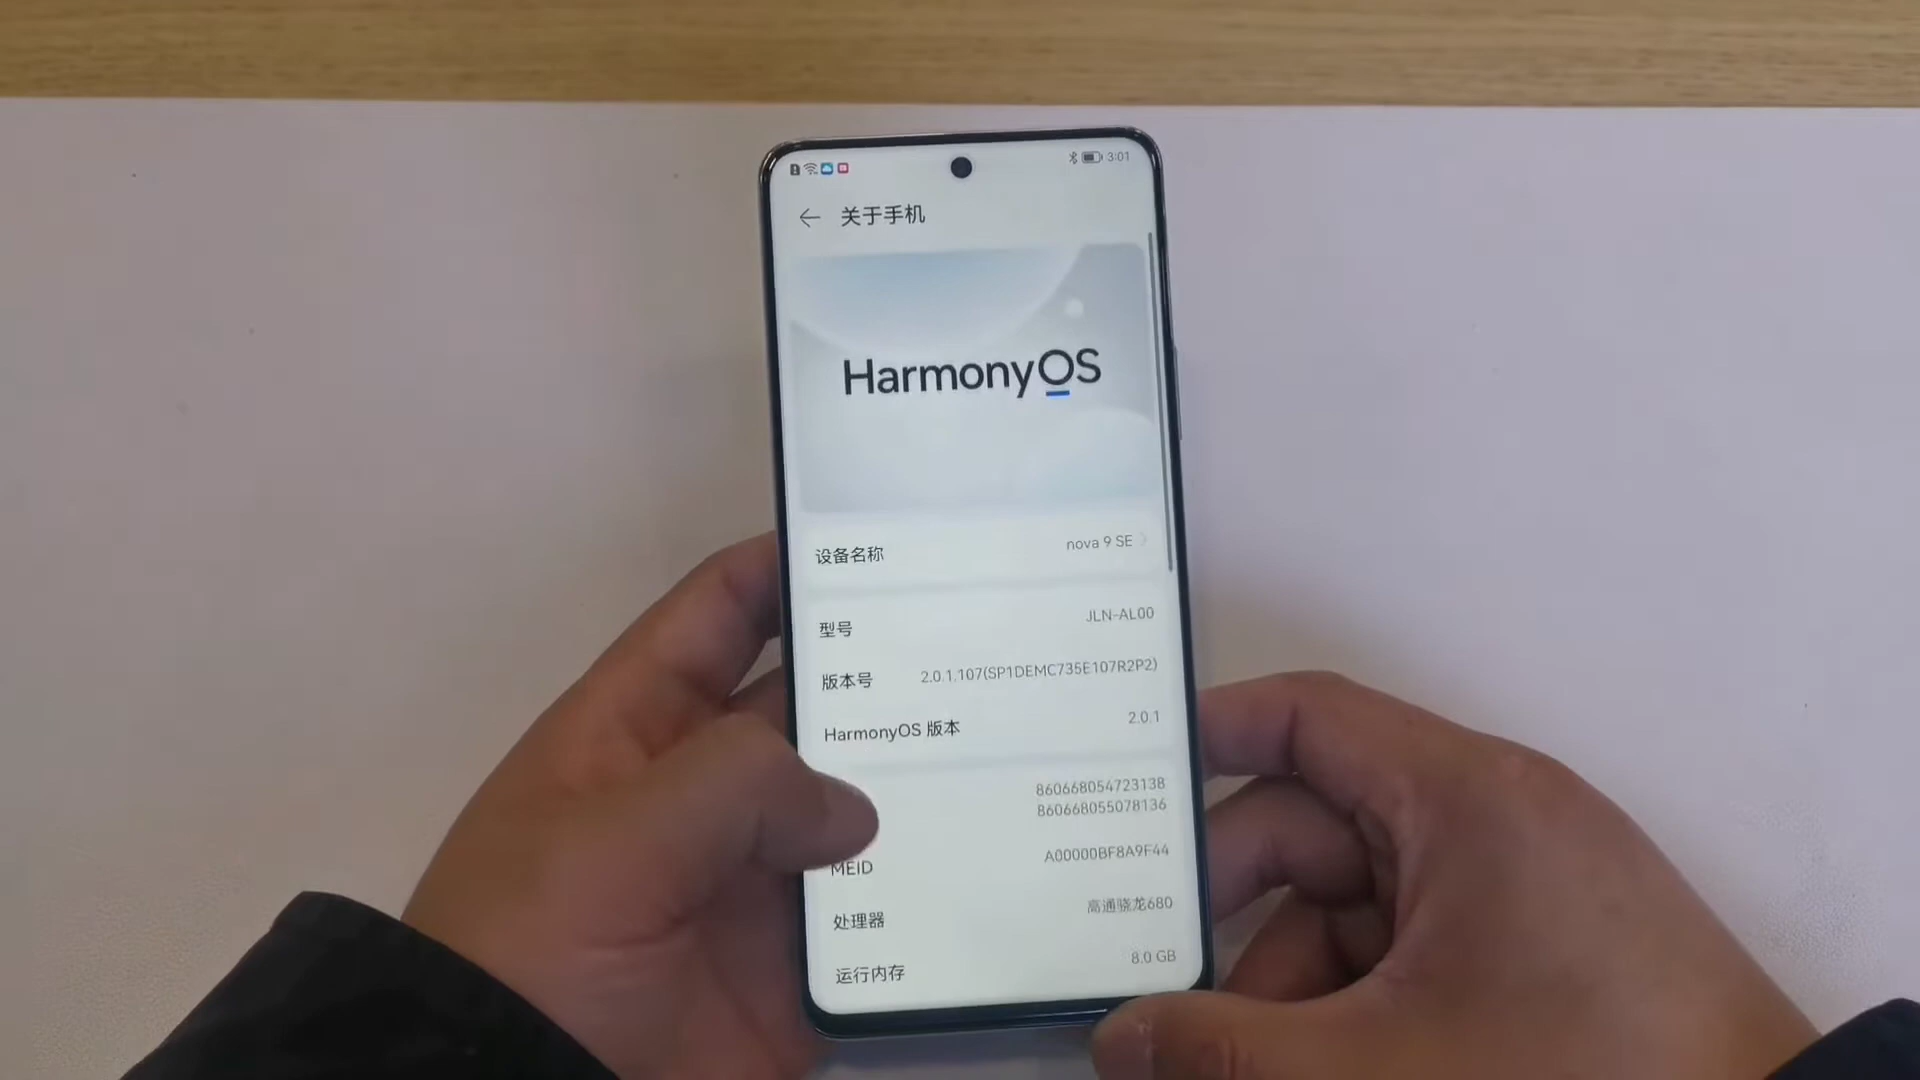 3:01
关于手机
HarmonyOS
设备名称 nova 9 SE
型号 JLN-AL00
版本号 2.0.1.107(SP1DEMC735E107R2P2)
HarmonyOS 版本 2.0.1
860668054723138
860668055078136
MEID A00000BF8A9F44
处理器 高通骁龙680
运行内存 8.0 GB